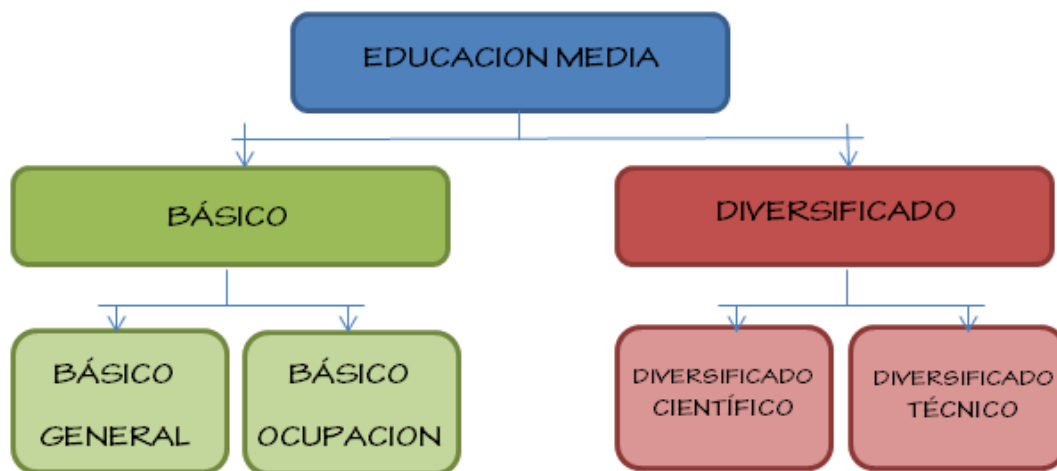 EDUCACION MEDIA
BÁSICO
DIVERSIFICADO
BÁSICO
GENERAL
BÁSICO
OCUPACION
DIVERSIFICADO
CIENTÍFICO
DIVERSIFICADO
TÉCNICO